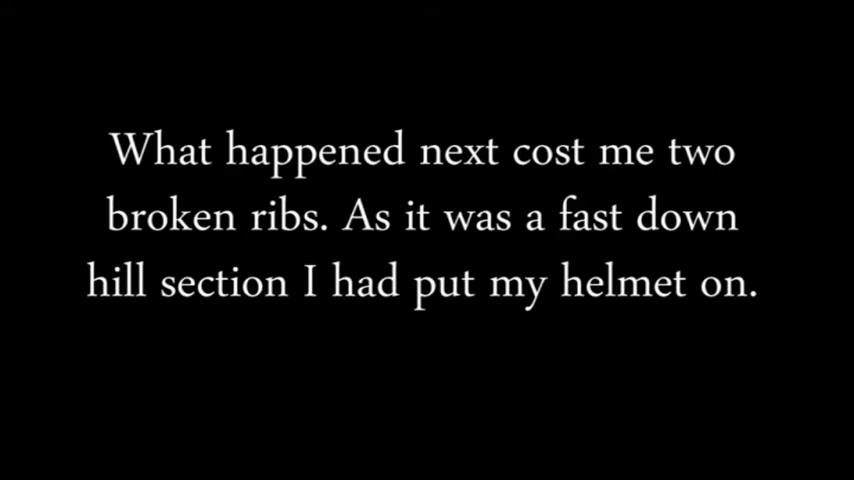 What happened next cost me two
broken ribs. As it was a fast down
hill section I had put my helmet on.